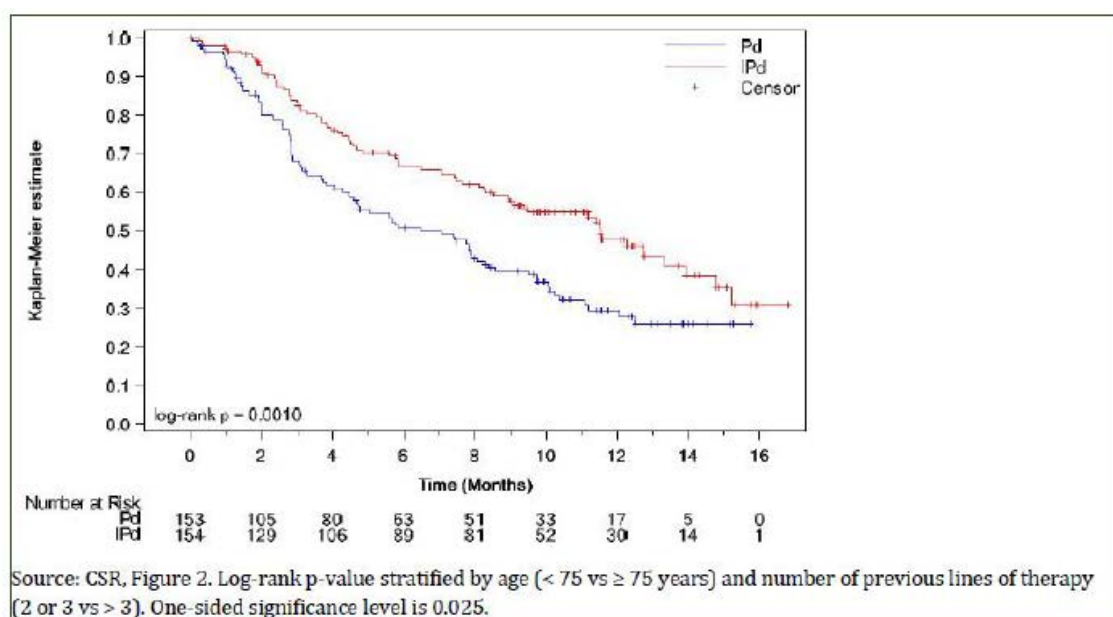 1.0
Pd
IPd
0.9
Censor
0.8
0.7
0.6
0.5
0.4
0.3
0.2
0.1
0.0
Kaplan-Meier estimate
log-rank p = 0.0010
0 2 4 6 8 10 12 14 16
Time (Months)
Number at Risk
Pd 153 105 80 63 51 33 17 5 0
IPd 154 129 106 89 81 52 30 14 1
Source: CSR, Figure 2. Log-rank p-value stratified by age (< 75 vs ≥ 75 years) and number of previous lines of therapy
(2 or 3 vs > 3). One-sided significance level is 0.025.